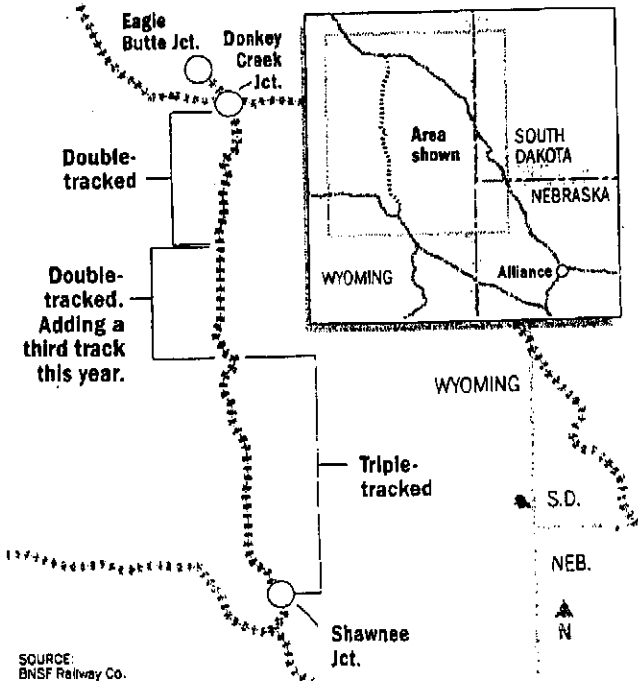 Eagle
Butte Jct.
Donkey
Creek
Jct.
Double-
tracked
Double-
tracked.
Adding a
third track
this year.
Triple-
tracked
Shawnee
Jct.
Area
shown
SOUTH
DAKOTA
NEBRASKA
WYOMING
Alliance
WYOMING
S.D.
NEB.
N
SOURCE:
BNSF Railway Co.